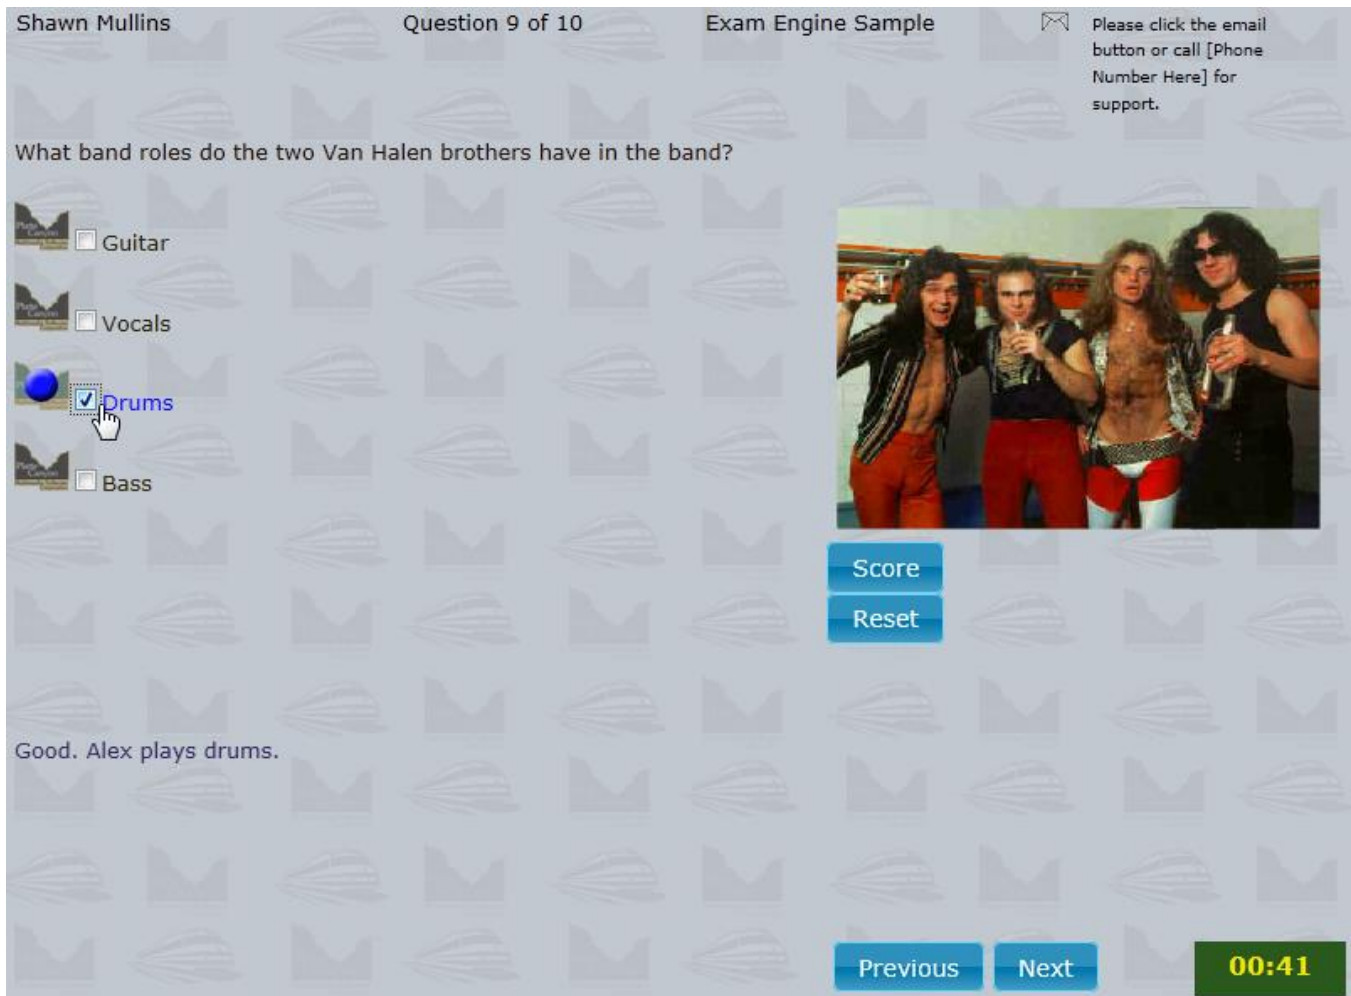 Shawn Mullins
Question 9 of 10
Exam Engine Sample
Please click the email
button or call [Phone
Number Here] for
support.
What band roles do the two Van Halen brothers have in the band?
Guitar
Vocals
Drums
Bass
Score
Reset
Good. Alex plays drums.
Previous
Next
00:41